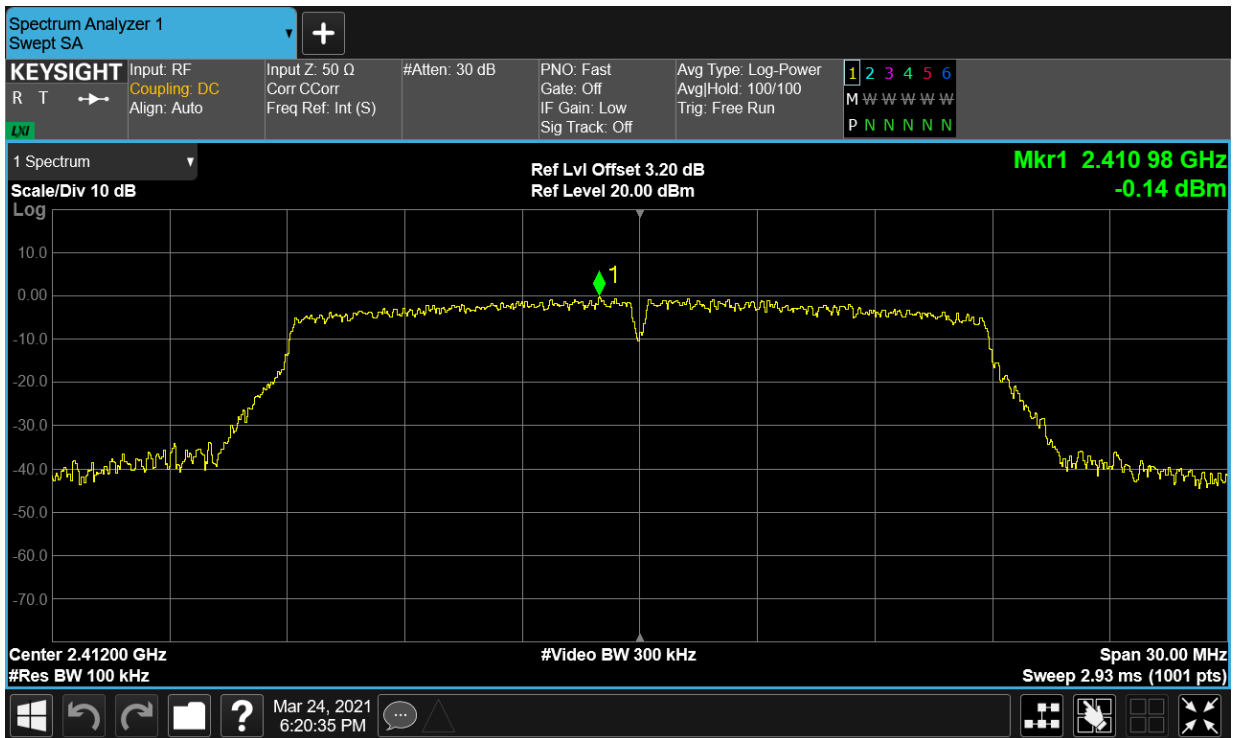 Spectrum Analyzer 1
Swept SA
KEYSIGHT
R T
LXI
Input: RF
Coupling: DC
Align: Auto
Input Z: 50 Ω
Corr CCorr
Freq Ref: Int (S)
#Atten: 30 dB
PNO: Fast
Gate: Off
IF Gain: Low
Sig Track: Off
Avg Type: Log-Power
Avg|Hold: 100/100
Trig: Free Run
1 2 3 4 5 6
M W W W W W
P N N N N N
1 Spectrum
Scale/Div 10 dB
Log
Ref Lvl Offset 3.20 dB
Ref Level 20.00 dBm
Mkr1 2.410 98 GHz
-0.14 dBm
10.0
0.00
-10.0
-20.0
-30.0
-40.0
-50.0
-60.0
-70.0
1
Center 2.41200 GHz
#Res BW 100 kHz
#Video BW 300 kHz
Span 30.00 MHz
Sweep 2.93 ms (1001 pts)
?
Mar 24, 2021
6:20:35 PM